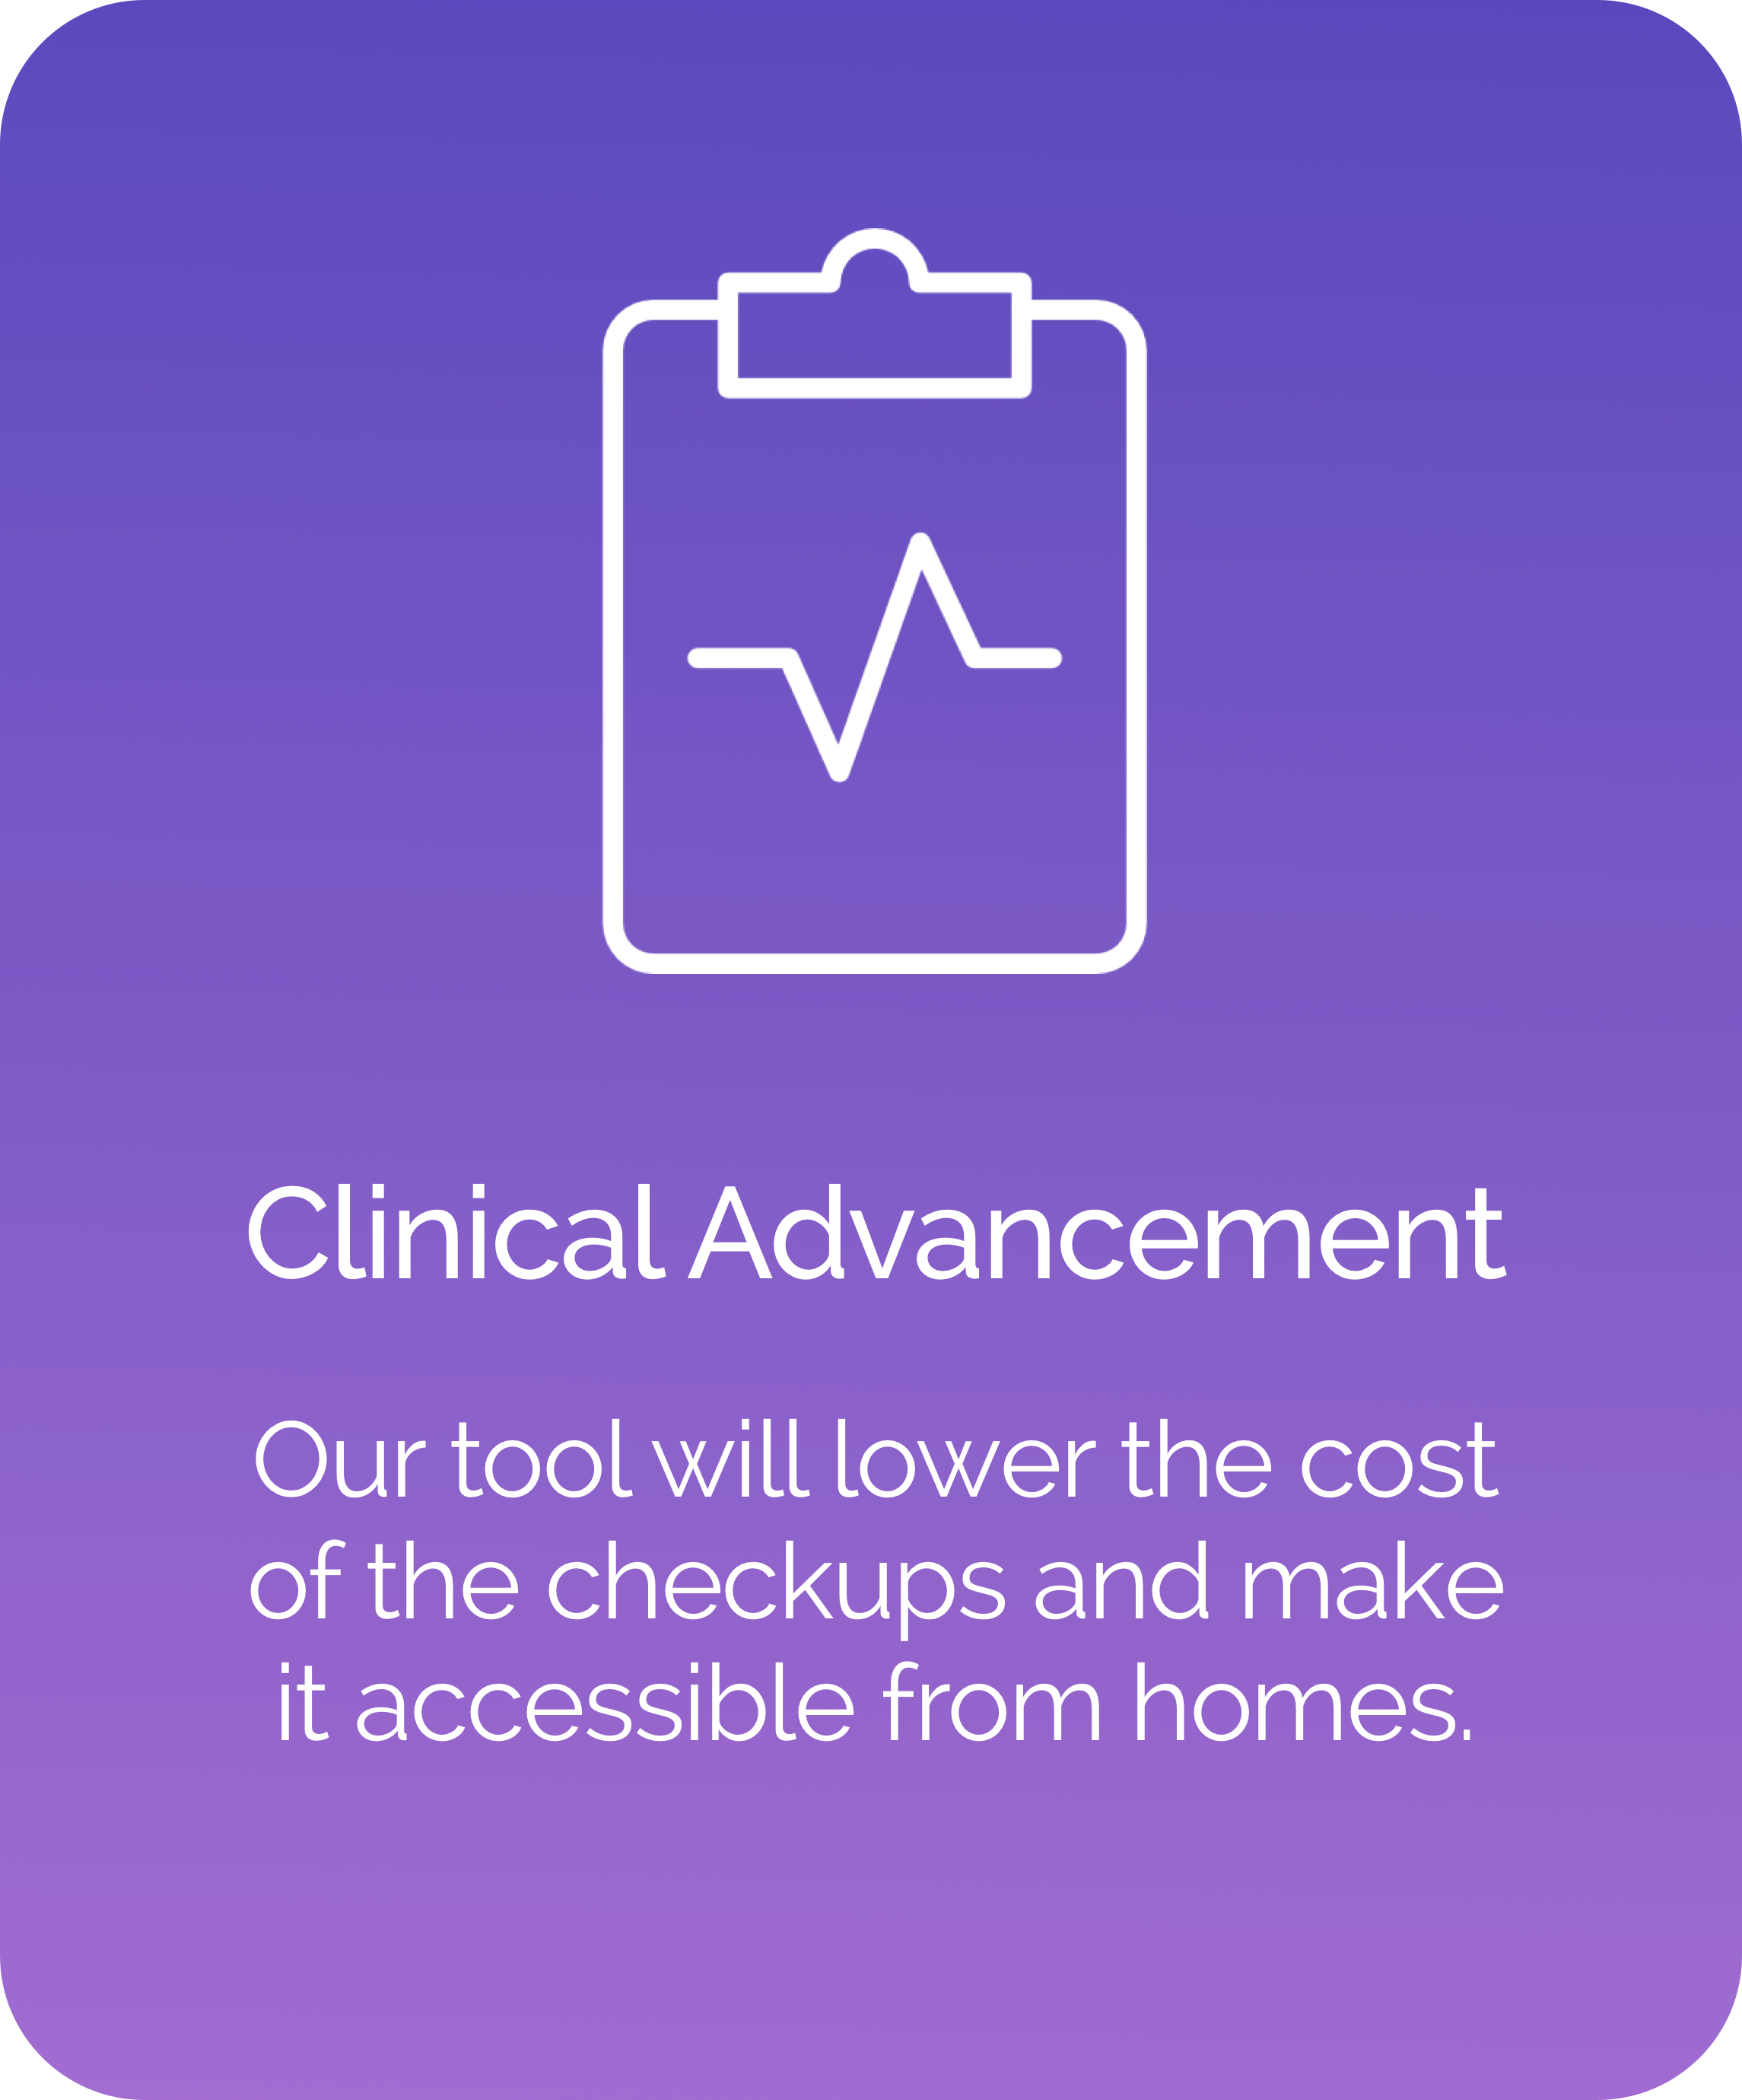 Clinical Advancement
Our tool will lower the cost
of the checkups and make
it accessible from homes.